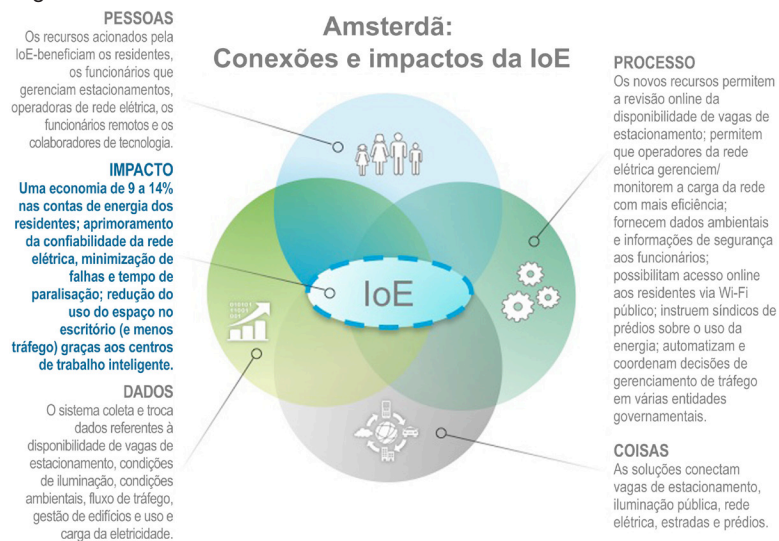 Amsterdã:
Conexões e impactos da IoE
PESSOAS
Os recursos acionados pela
IoE-beneficiam os residentes,
os funcionários que
gerenciam estacionamentos,
operadoras de rede elétrica, os
funcionários remotos e os
colaboradores de tecnologia.
IMPACTO
Uma economia de 9 a 14%
nas contas de energia dos
residentes; aprimoramento
da confiabilidade da rede
elétrica, minimização de
falhas e tempo de
paralisação; redução do
uso do espaço no
escritório (e menos
tráfego) graças aos centros
de trabalho inteligente.
DADOS
O sistema coleta e troca
dados referentes à
disponibilidade de vagas de
estacionamento, condições
de iluminação, condições
ambientais, fluxo de tráfego,
gestão de edifícios e uso e
carga da eletricidade.
IoE
PROCESSO
Os novos recursos permitem
a revisão online da
disponibilidade de vagas de
estacionamento; permitem
que operadores da rede
elétrica gerenciem/
monitorem a carga da rede
com mais eficiência;
fornecem dados ambientais
e informações de segurança
aos funcionários;
possibilitam acesso online
aos residentes via Wi-Fi
público; instruem síndicos de
prédios sobre o uso da
energia; automatizam e
coordenam decisões de
gerenciamento de tráfego
em várias entidades
governamentais.
COISAS
As soluções conectam
vagas de estacionamento,
iluminação pública, rede
elétrica, estradas e prédios.